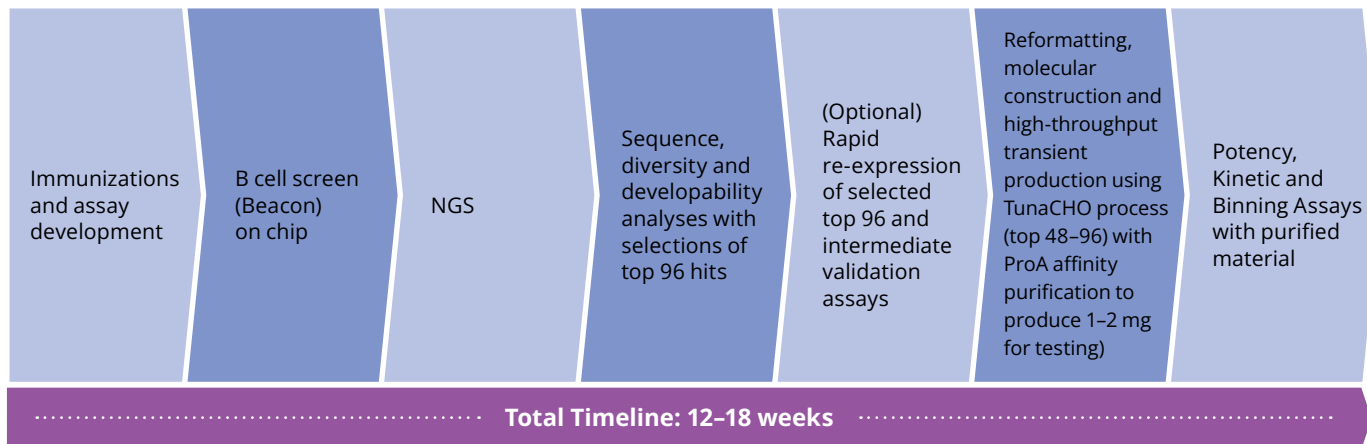 Immunizations
and assay
development
B cell screen
(Beacon)
on chip
NGS
Sequence,
diversity and
developability
analyses with
selections of
top 96 hits
(Optional)
Rapid
re-expression
of selected
top 96 and
intermediate
validation
assays
Reformatting,
molecular
construction and
high-throughput
transient
production using
TunaCHO process
(top 48–96) with
ProA affinity
purification to
produce 1–2 mg
for testing)
Potency,
Kinetic and
Binning Assays
with purified
material
Total Timeline: 12–18 weeks